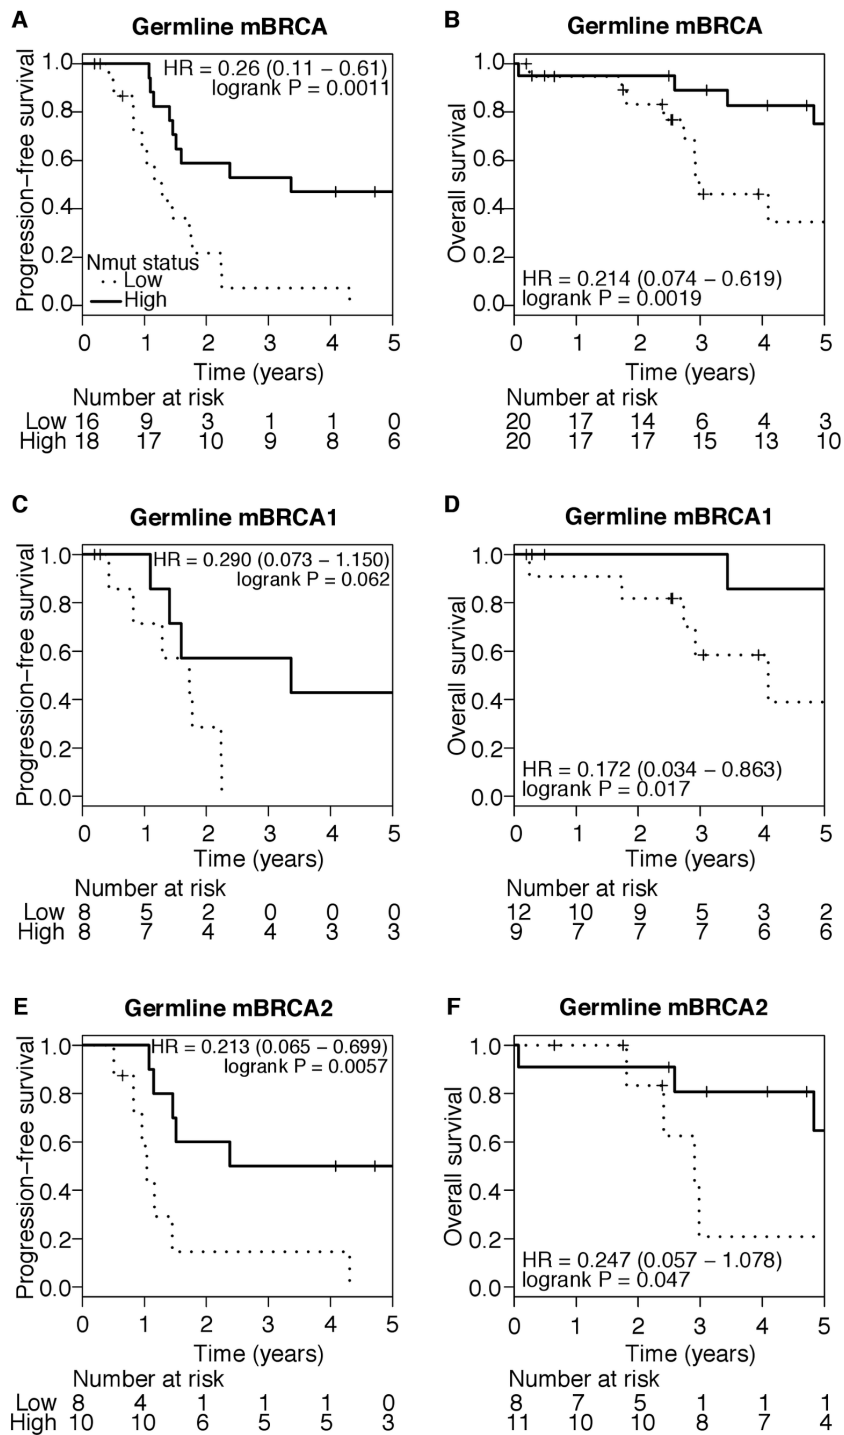 A
Germline mBRCA
Progression−free survival
1.0
0.8
0.6
0.4
0.2
0.0
HR = 0.26 (0.11 − 0.61)
logrank P = 0.0011
Nmut status
Low
High
0 1 2 3 4 5
Time (years)
Number at risk
Low 16 9 3 1 1 0
High 18 17 10 9 8 6
B
Germline mBRCA
Overall survival
1.0
0.8
0.6
0.4
0.2
0.0
HR = 0.214 (0.074 − 0.619)
logrank P = 0.0019
0 1 2 3 4 5
Time (years)
Number at risk
20 17 14 6 4 3
20 17 17 15 13 10
C
Germline mBRCA1
Progression−free survival
1.0
0.8
0.6
0.4
0.2
0.0
HR = 0.290 (0.073 − 1.150)
logrank P = 0.062
0 1 2 3 4 5
Time (years)
Number at risk
Low 8 5 2 0 0 0
High 8 7 4 4 3 3
D
Germline mBRCA1
Overall survival
1.0
0.8
0.6
0.4
0.2
0.0
HR = 0.172 (0.034 − 0.863)
logrank P = 0.017
0 1 2 3 4 5
Time (years)
Number at risk
12 10 9 5 3 2
9 7 7 7 6 6
E
Germline mBRCA2
Progression−free survival
1.0
0.8
0.6
0.4
0.2
0.0
HR = 0.213 (0.065 − 0.699)
logrank P = 0.0057
0 1 2 3 4 5
Time (years)
Number at risk
Low 8 4 1 1 1 0
High 10 10 6 5 5 3
F
Germline mBRCA2
Overall survival
1.0
0.8
0.6
0.4
0.2
0.0
HR = 0.247 (0.057 − 1.078)
logrank P = 0.047
0 1 2 3 4 5
Time (years)
Number at risk
8 7 5 1 1 1
11 10 10 8 7 4